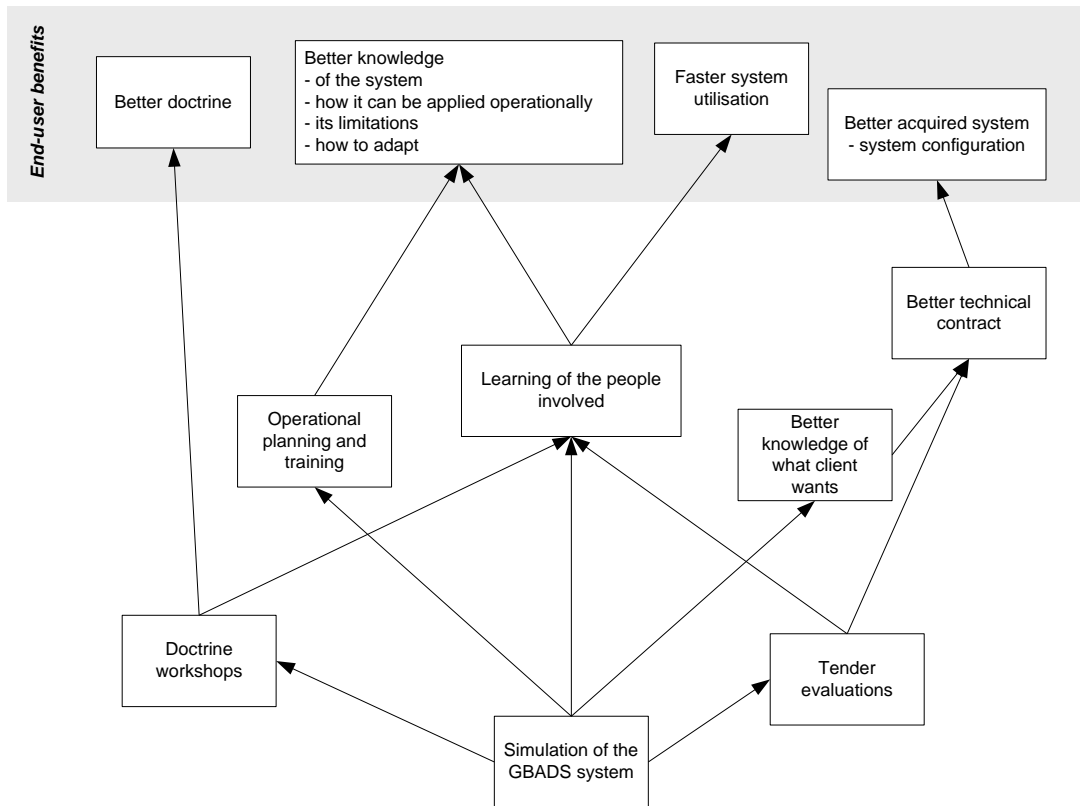 End-user benefits
Better doctrine
Better knowledge
- of the system
- how it can be applied operationally
- its limitations
- how to adapt
Faster system
utilisation
Better acquired system
- system configuration
Better technical
contract
Learning of the people
involved
Operational
planning and
training
Better
knowledge of
what client
wants
Doctrine
workshops
Tender
evaluations
Simulation of the
GBADS system